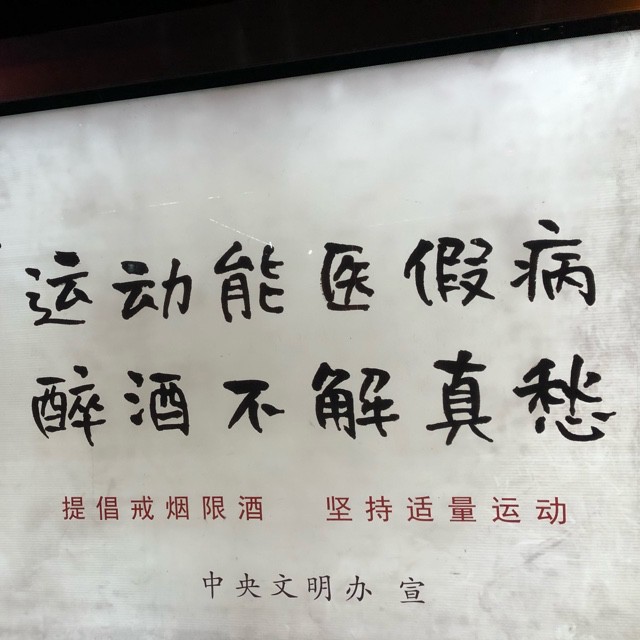 运动能医假病
醉酒不解真愁
提倡戒烟限酒 坚持适量运动
中央文明办 宣